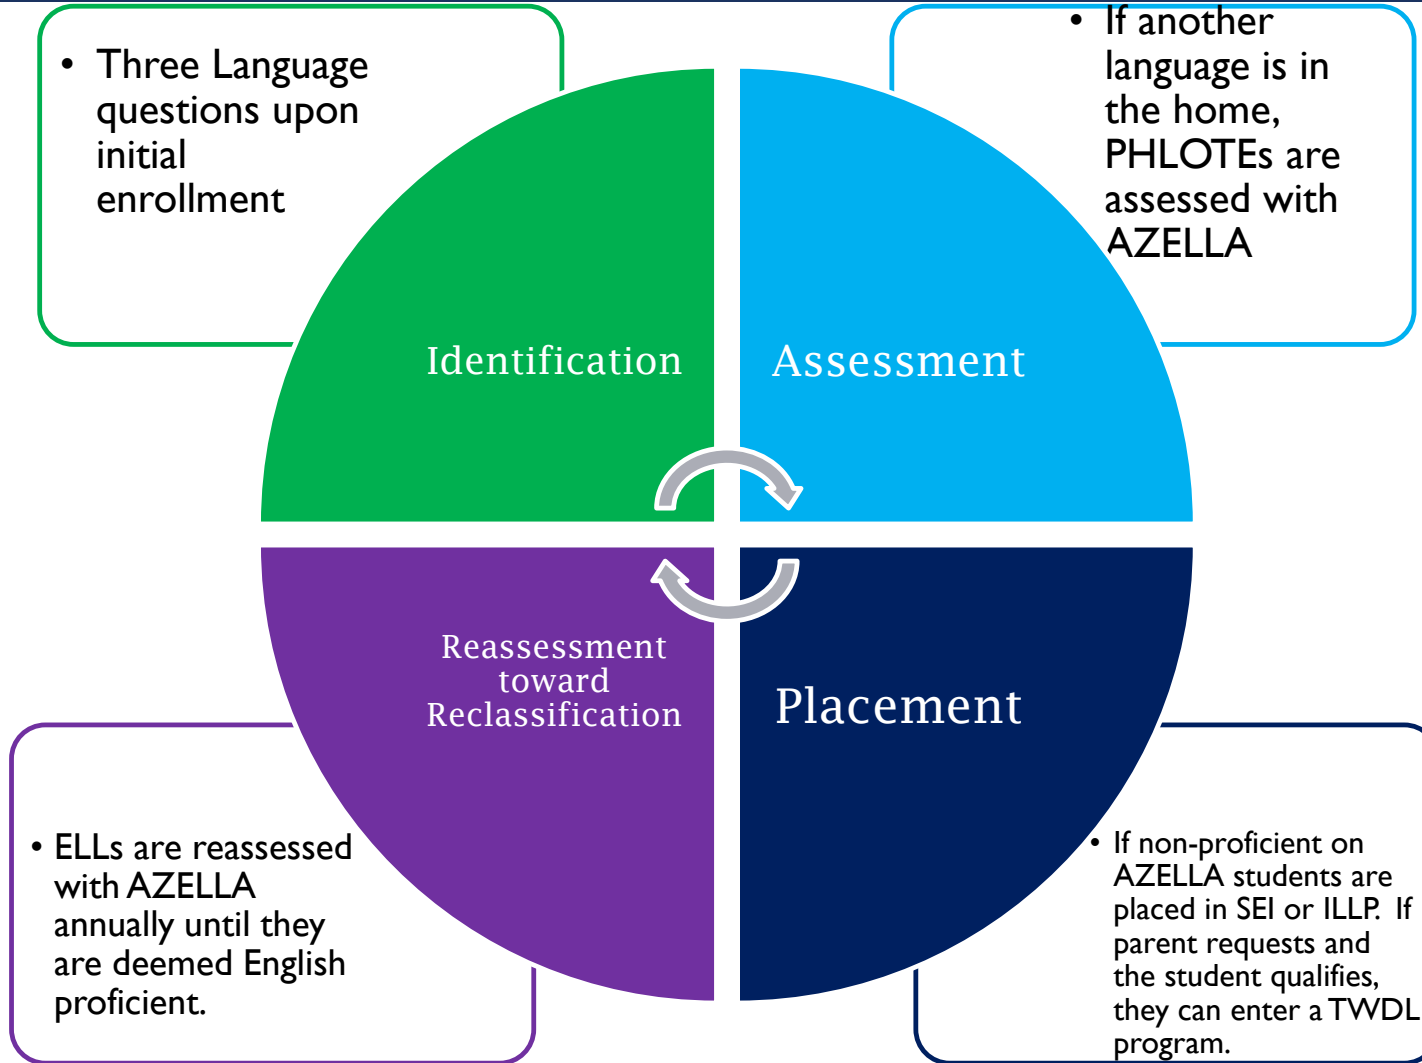 • Three Language
questions upon
initial
enrollment
• If another
language is in
the home,
PHLOTEs are
assessed with
AZELLA
Identification
Assessment
Reassessment
toward
Reclassification
Placement
• ELLs are reassessed
with AZELLA
annually until they
are deemed English
proficient.
• If non-proficient on
AZELLA students are
placed in SEI or ILLP. If
parent requests and
the student qualifies,
they can enter a TWDL
program.